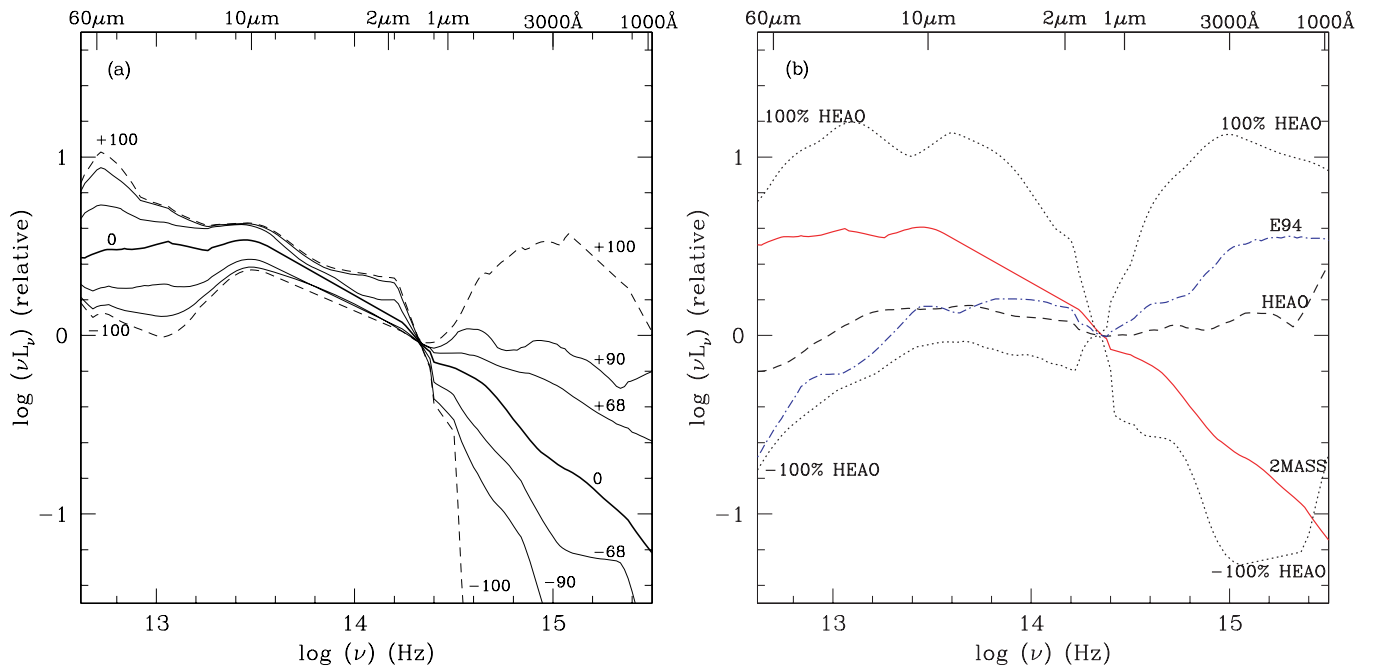 60μm 10μm 2μm 1μm 3000Å 1000Å
(a)
+100
1
0
0
-100
+100
+90
+68
0
-1
-68
-90
-100
13 14 15
log (ν) (Hz)
log (νLν) (relative)
60μm 10μm 2μm 1μm 3000Å 1000Å
(b)
100% HEAO
100% HEAO
1
E94
HEAO
0
-100% HEAO
2MASS
-1
-100% HEAO
13 14 15
log (ν) (Hz)
log (νLν) (relative)